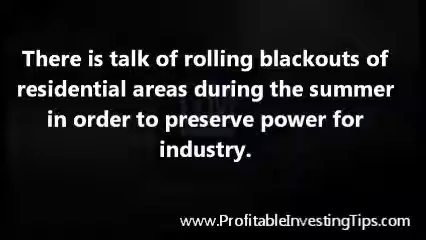 There is talk of rolling blackouts of
residential areas during the summer
in order to preserve power for
industry.
www.ProfitableInvestingTips.com